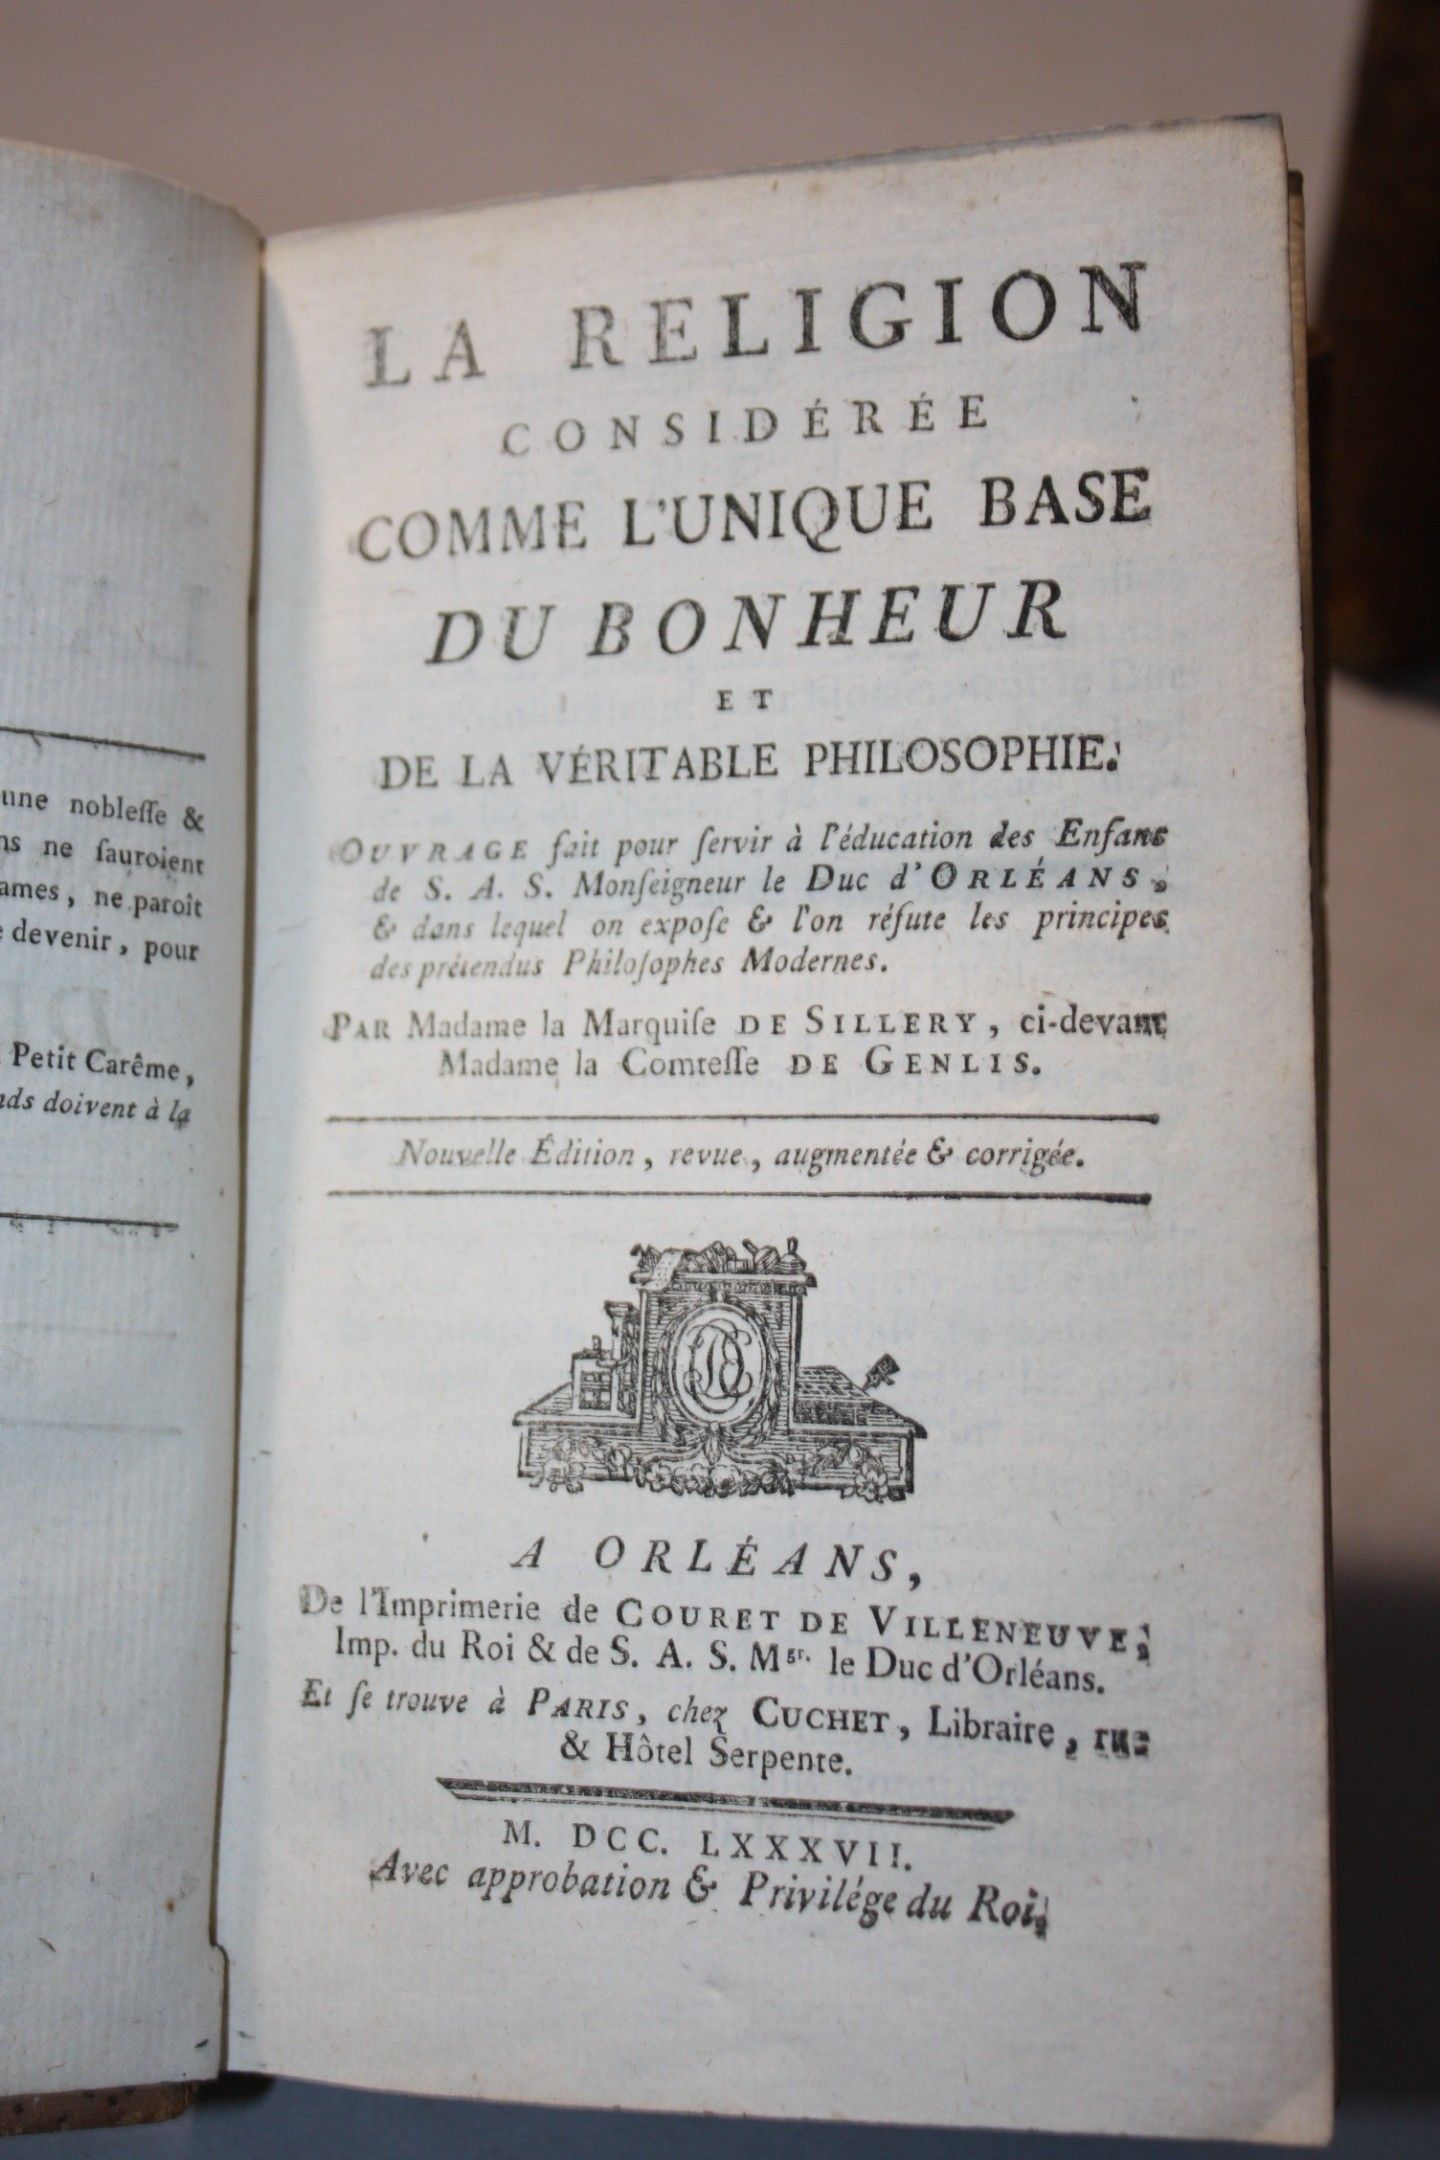 une nobleſſe &
ns ne ſauroient
ames, ne paroît
devenir, pour
Petit Carême,
nds doivent à la
LA RELIGION
CONSIDÉRÉE
COMME L'UNIQUE BASE
DU BONHEUR
ET
DE LA VÉRITABLE PHILOSOPHIE.
OUVRAGE fait pour ſervir à l'éducation des Enfans
de S. A. S. Monſeigneur le Duc d'ORLÉANS,
& dans lequel on expoſe & l'on réfute les principes
des prétendus Philoſophes Modernes.
PAR Madame la Marquiſe DE SILLERY, ci-devant
Madame la Comteſſe DE GENLIS.
Nouvelle Édition, revue, augmentée & corrigée.
A ORLÉANS,
De l'Imprimerie de COURET DE VILLENEUVE,
Imp. du Roi & de S. A. S. Mgr. le Duc d'Orléans.
Et ſe trouve à PARIS, chez CUCHET, Libraire, rue
& Hôtel Serpente.
M. DCC. LXXXVII.
Avec approbation & Privilége du Roi.